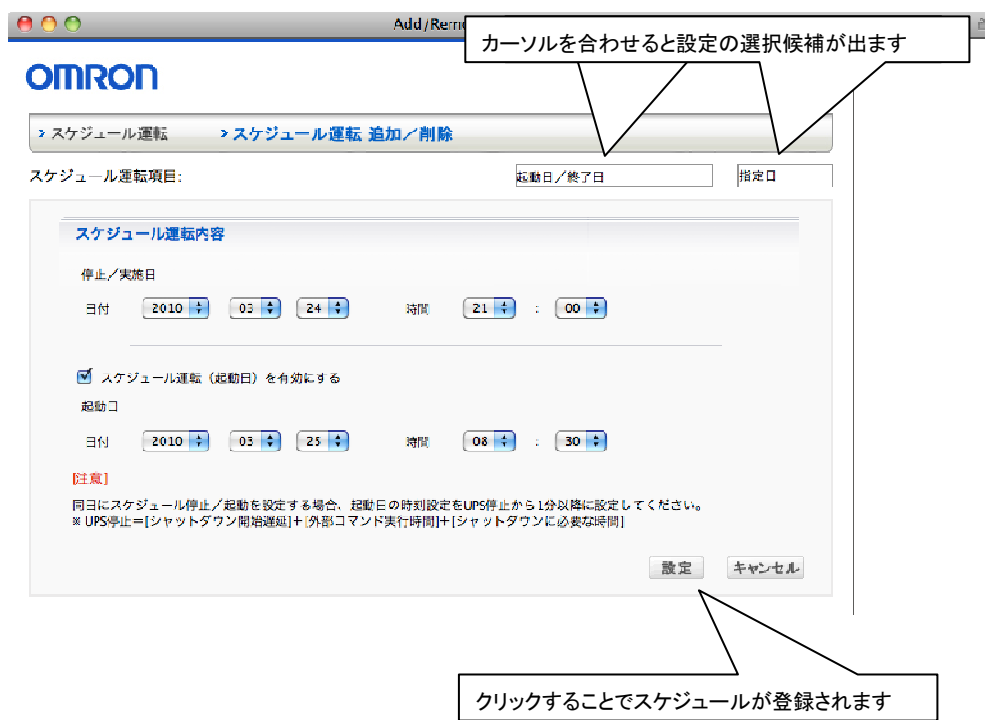 Add/Rem
カーソルを合わせると設定の選択候補が出ます
OMRON
スケジュール運転 スケジュール運転 追加／削除
スケジュール運転項目: 起動日／終了日 指定日
スケジュール運転内容
停止／実施日
日付 2010 03 24 時間 21 : 00
スケジュール運転（起動日）を有効にする
起動日
日付 2010 03 25 時間 08 : 30
[注意]
同日にスケジュール停止／起動を設定する場合、起動日の時刻設定をUPS停止から1分以降に設定してください。
※ UPS停止＝[シャットダウン開始遅延]＋[外部コマンド実行時間]＋[シャットダウンに必要な時間]
設定 キャンセル
クリックすることでスケジュールが登録されます